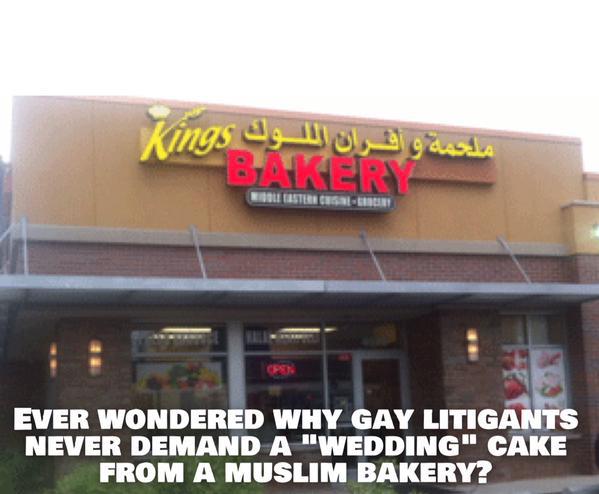 Kings ملحمة و أفران الملوك
BAKERY
MIDDLE EASTERN CUISINE - GROCERY
OPEN
EVER WONDERED WHY GAY LITIGANTS
NEVER DEMAND A "WEDDING" CAKE
FROM A MUSLIM BAKERY?